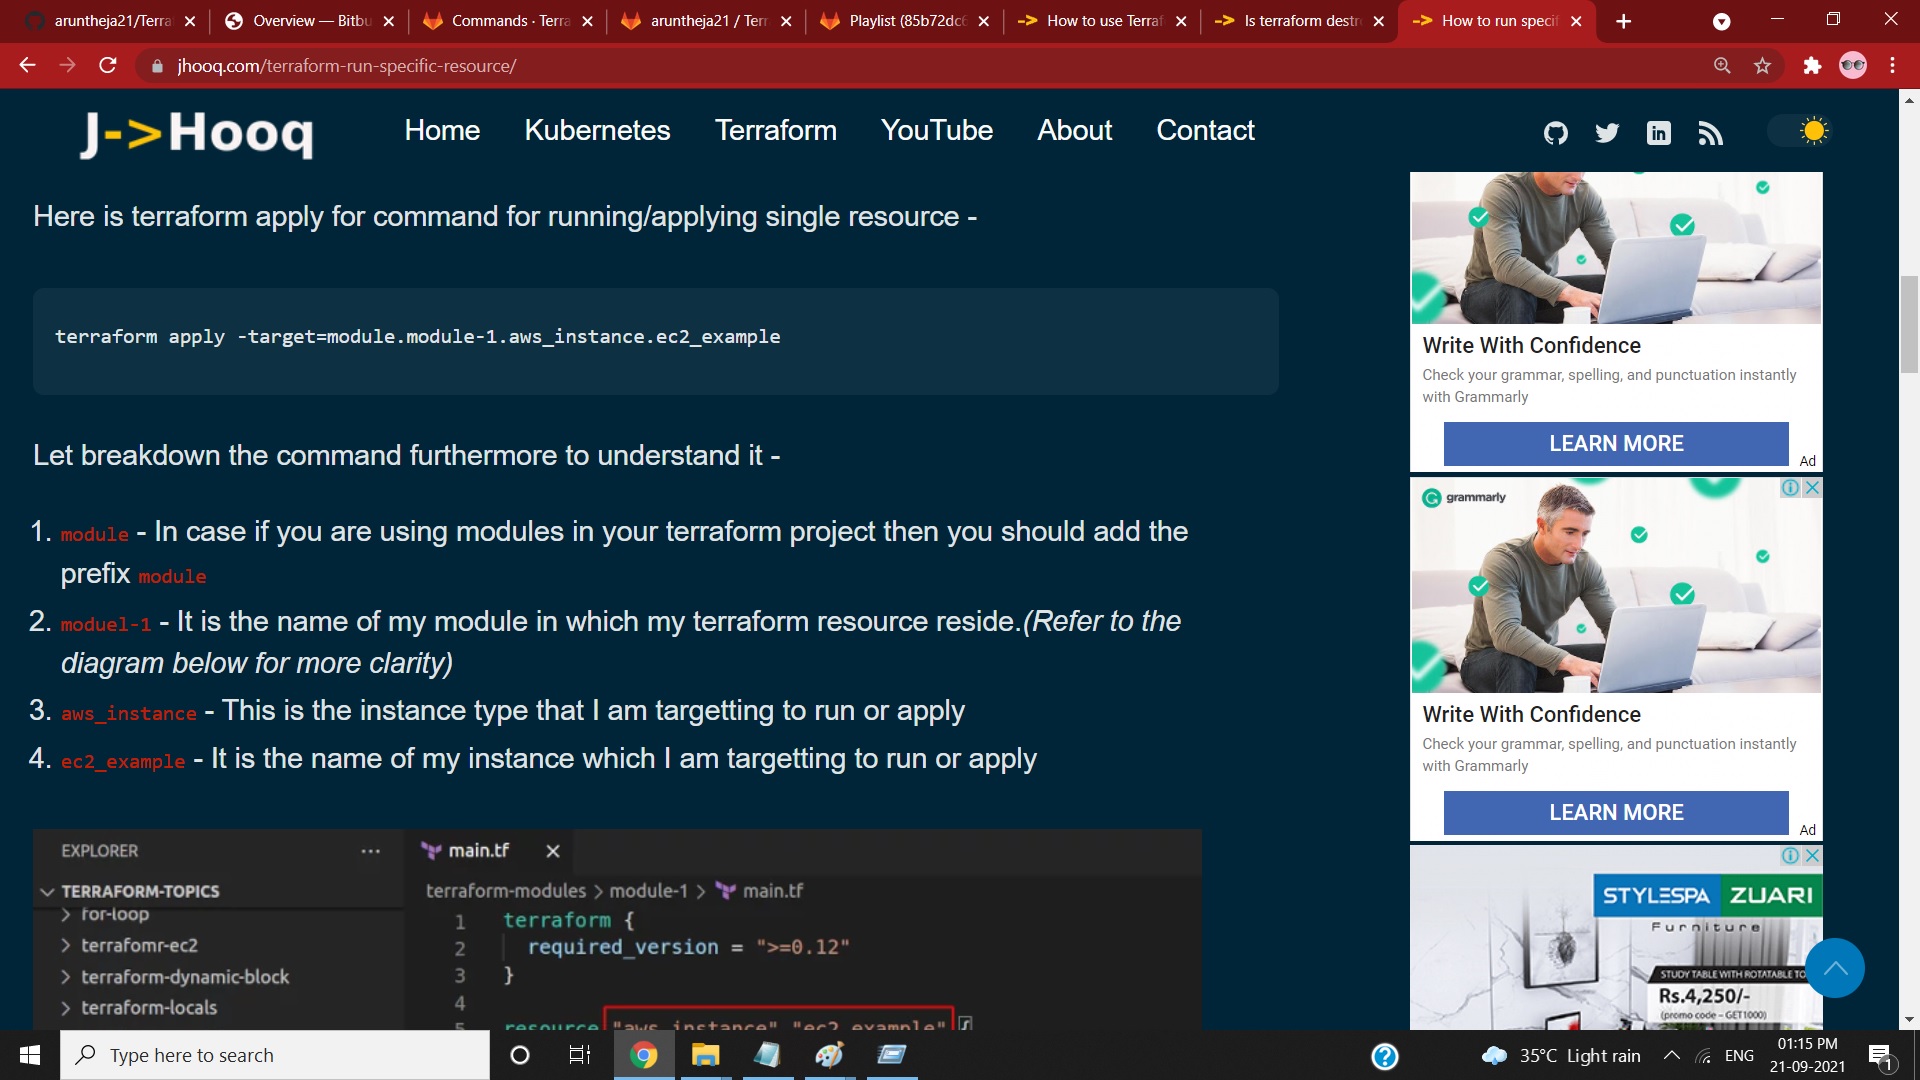 aruntheja21/Terra
Overview — Bitbu
Commands · Terra
aruntheja21 / Terr
Playlist (85b72dc6
How to use Terraf
Is terraform destr
How to run specif
jhooq.com/terraform-run-specific-resource/
J->Hooq
Home
Kubernetes
Terraform
YouTube
About
Contact
Here is terraform apply for command for running/applying single resource -
terraform apply -target=module.module-1.aws_instance.ec2_example
Let breakdown the command furthermore to understand it -
1. module - In case if you are using modules in your terraform project then you should add the
prefix module
2. moduel-1 - It is the name of my module in which my terraform resource reside.(Refer to the
diagram below for more clarity)
3. aws_instance - This is the instance type that I am targetting to run or apply
4. ec2_example - It is the name of my instance which I am targetting to run or apply
EXPLORER
TERRAFORM-TOPICS
for-loop
terrafomr-ec2
terraform-dynamic-block
terraform-locals
main.tf
terraform-modules > module-1 > main.tf
1 terraform {
2 required_version = ">=0.12"
3 }
4
5 resource "aws_instance" "ec2_example" {
Write With Confidence
Check your grammar, spelling, and punctuation instantly
with Grammarly
LEARN MORE
Ad
grammarly
Write With Confidence
Check your grammar, spelling, and punctuation instantly
with Grammarly
LEARN MORE
Ad
STYLESPA ZUARI
Furniture
STUDY TABLE WITH ROTATABLE TO
Rs.4,250/-
(promo code – GET1000)
Type here to search
35°C Light rain
ENG
01:15 PM
21-09-2021
1